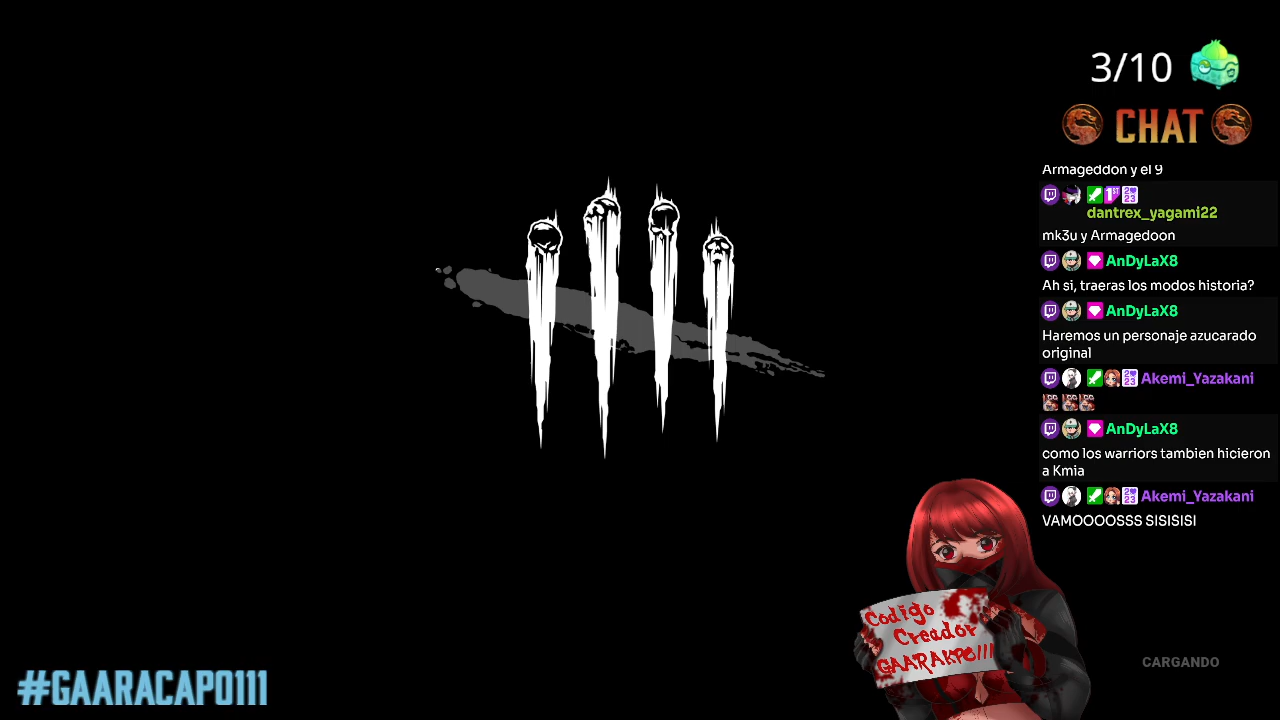 3/10
CHAT
Armageddon y el 9
dantrex_yagami22
mk3u y Armagedoon
AnDyLaX8
Ah si, traeras los modos historia?
AnDyLaX8
Haremos un personaje azucarado
original
Akemi_Yazakani
AnDyLaX8
como los warriors tambien hicieron
a Kmia
Akemi_Yazakani
VAMOOOOSSS SISISISI
Codigo
Creador
GAARAKPO111
CARGANDO
#GAARACAPO111